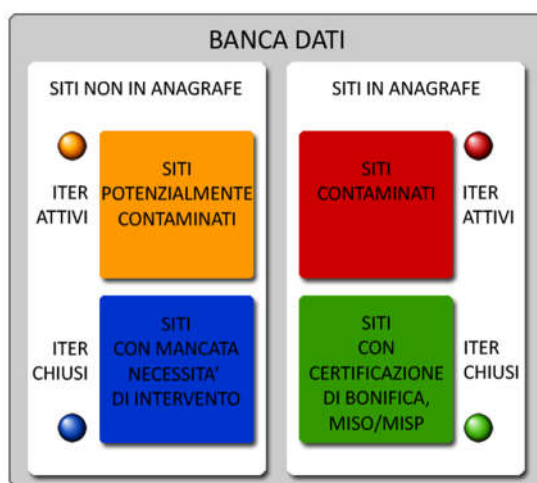 BANCA DATI
SITI NON IN ANAGRAFE
ITER
ATTIVI
SITI
POTENZIALMENTE
CONTAMINATI
ITER
CHIUSI
SITI
CON MANCATA
NECESSITA'
DI INTERVENTO
SITI IN ANAGRAFE
SITI
CONTAMINATI
ITER
ATTIVI
SITI
CON
CERTIFICAZIONE
DI BONIFICA,
MISO/MISP
ITER
CHIUSI